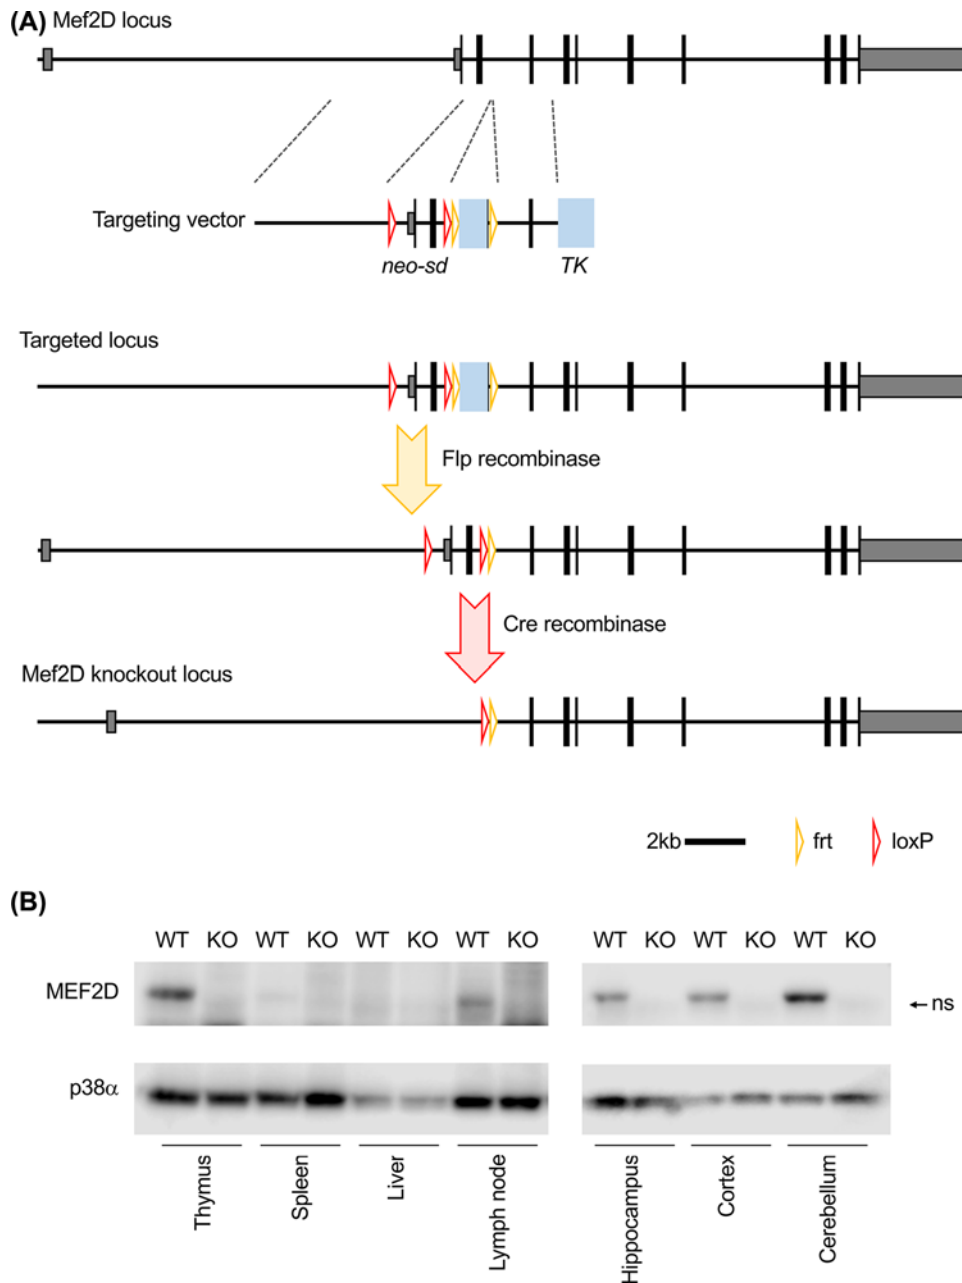 (A) Mef2D locus
Targeting vector
neo-sd
TK
Targeted locus
Flp recombinase
Cre recombinase
Mef2D knockout locus
2kb
frt
loxP
(B)
WT KO WT KO WT KO WT KO WT KO WT KO WT KO
MEF2D
ns
p38α
Thymus
Spleen
Liver
Lymph node
Hippocampus
Cortex
Cerebellum